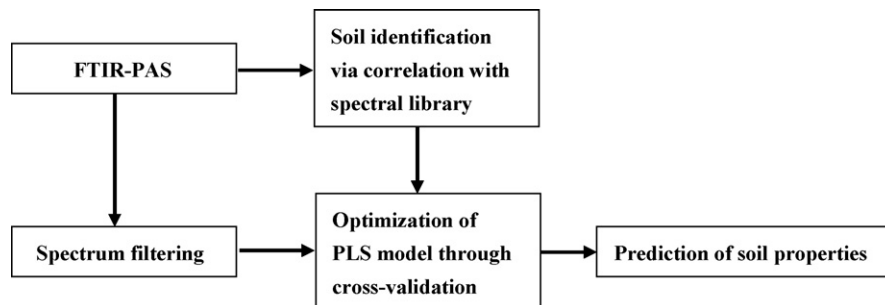 FTIR-PAS
Soil identification
via correlation with
spectral library
Spectrum filtering
Optimization of
PLS model through
cross-validation
Prediction of soil properties